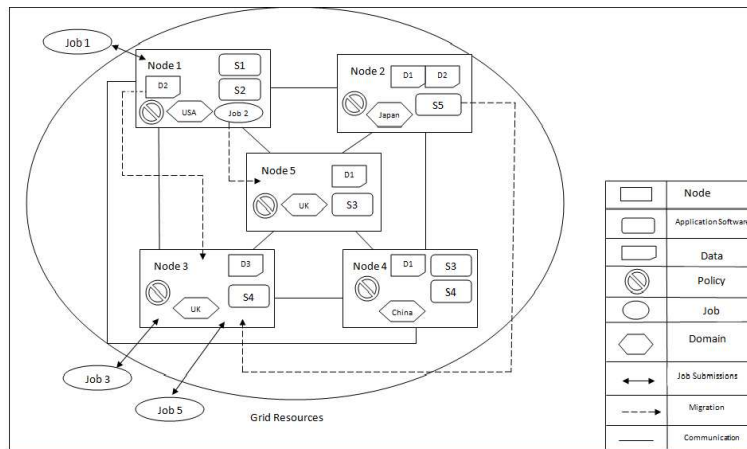 Job 1
Node 1
S1
D2
S2
USA
Job 2
Node 2
D1
D2
S5
Japan
Node 5
D1
UK
S3
Node 3
D3
S4
UK
Node 4
D1
S3
S4
China
Job 3
Job 5
Grid Resources
Node
Application Software
Data
Policy
Job
Domain
Job Submissions
Migration
Communication